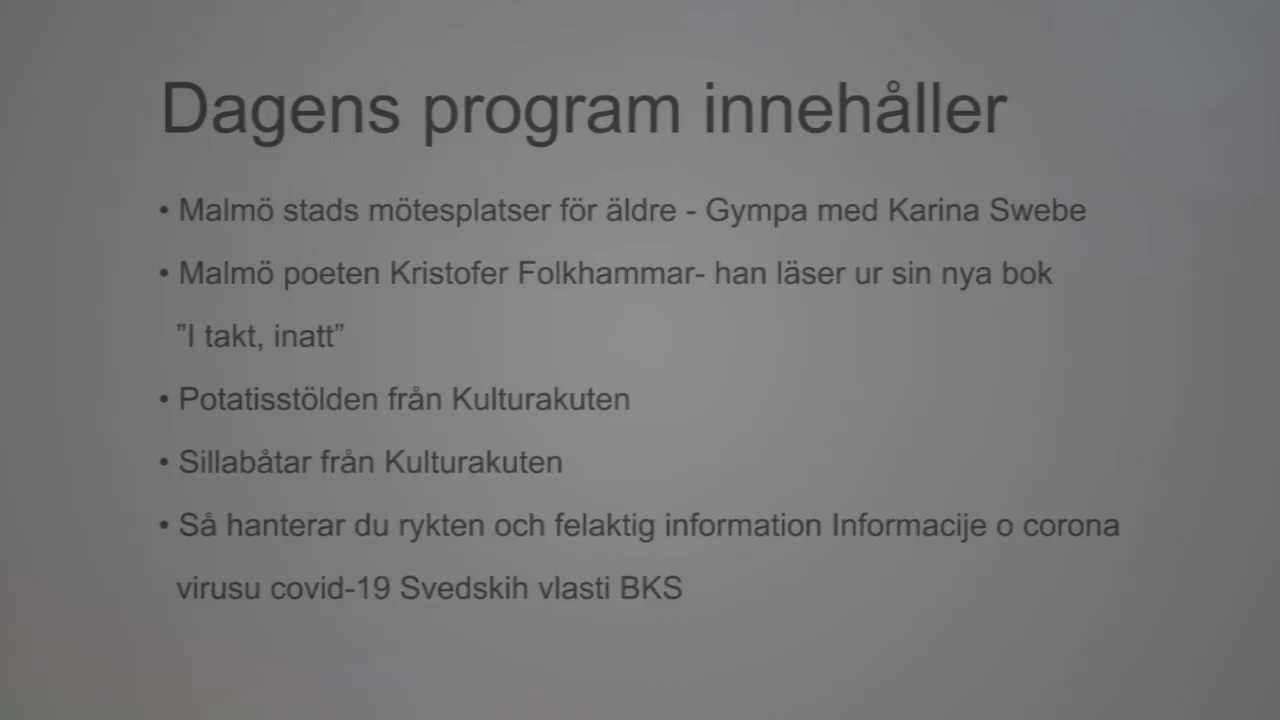 Dagens program innehåller
• Malmö stads mötesplatser för äldre - Gympa med Karina Swebe
• Malmö poeten Kristofer Folkhammar- han läser ur sin nya bok
”I takt, inatt”
• Potatisstölden från Kulturakuten
• Sillabåtar från Kulturakuten
• Så hanterar du rykten och felaktig information Informacije o corona
virusu covid-19 Svedskih vlasti BKS